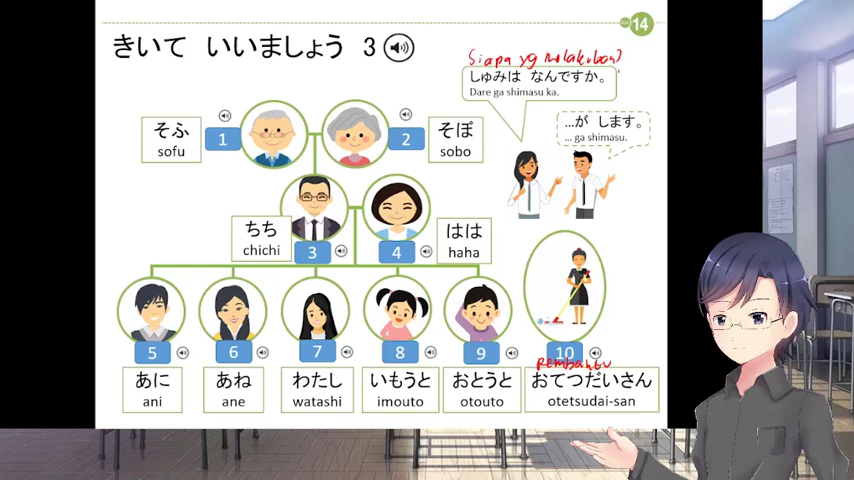 14
きいて いいましょう 3
Siapa yg melakukan?
しゅみは なんですか。
Dare ga shimasu ka.
...が します。
... ga shimasu.
そふ
sofu
1
2
そぼ
sobo
ちち
chichi
3
4
はは
haha
5
6
7
8
9
10
pembantu
あに
ani
あね
ane
わたし
watashi
いもうと
imouto
おとうと
otouto
おてつだいさん
otetsudai-san